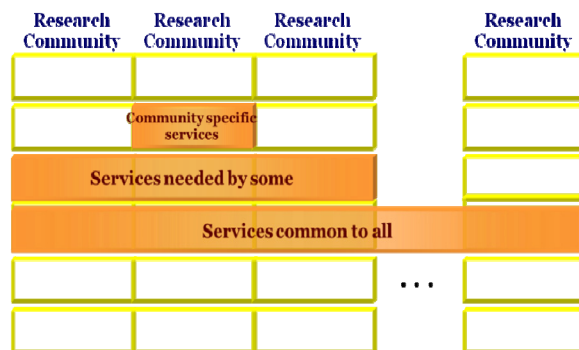 Research Research Research Research
Community Community Community Community
Community specific
services
Services needed by some
Services common to all
...